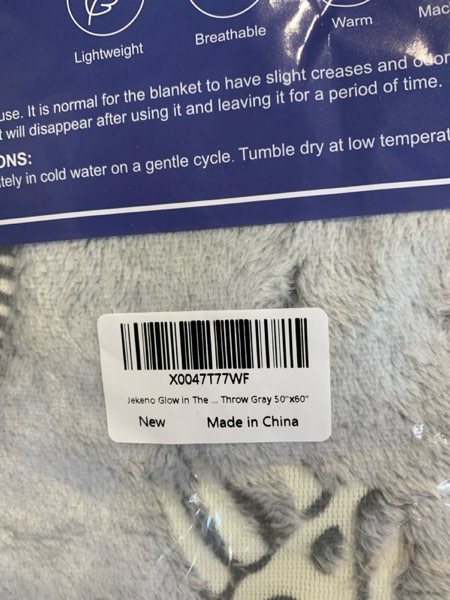 Lightweight
Breathable
Warm
use. It is normal for the blanket to have slight creases and
will disappear after using it and leaving it for a period of time.
ONS:
tely in cold water on a gentle cycle. Tumble dry at low temperat
X0047T77WF
Jekeno Glow in The ... Throw Gray 50"x60"
New
Made in China